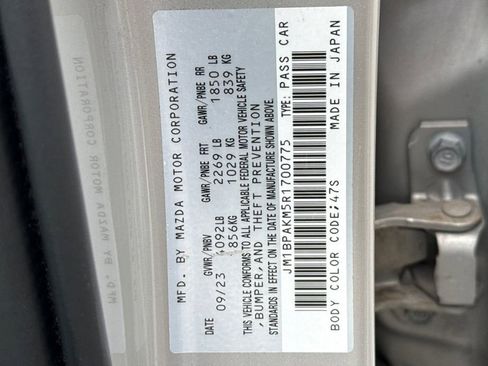 MFD. BY MAZDA MOTOR CORPORATION
DATE GVWR/PNBV GAWR/PNBE FRT GAWR/PNBE RR
09/23 4092LB 2269 LB 1850 LB
1856KG 1029 KG 839 KG
THIS VEHICLE CONFORMS TO ALL APPLICABLE FEDERAL MOTOR VEHICLE SAFETY
,BUMPER,AND THEFT PREVENTION
STANDARDS IN EFFECT ON THE DATE OF MANUFACTURE SHOWN ABOVE.
JM1BPAKM5R1700775 TYPE: PASS CAR
BODY COLOR CODE;47S MADE IN JAPAN